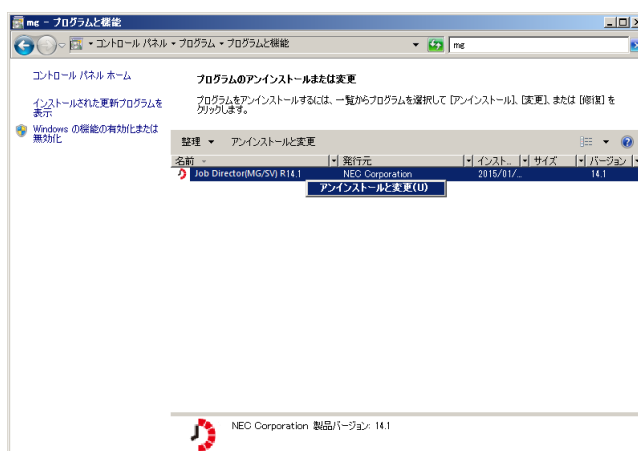 mg - プログラムと機能
コントロール パネル プログラム プログラムと機能
mg
コントロール パネル ホーム
インストールされた更新プログラムを
表示
Windows の機能の有効化または
無効化
プログラムのアンインストールまたは変更
プログラムをアンインストールするには、一覧からプログラムを選択して [アンインストール]、[変更]、または [修復] を
クリックします。
整理 アンインストールと変更
名前 発行元 インスト... サイズ バージョン
Job Director(MG/SV) R14.1 NEC Corporation 2015/01/... 14.1
アンインストールと変更(U)
NEC Corporation 製品バージョン: 14.1